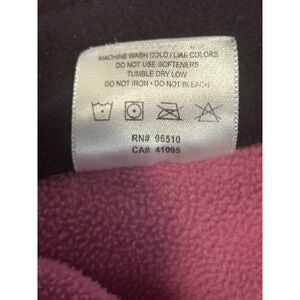 MACHINE WASH COLD / LIKE COLORS
DO NOT USE SOFTENERS
TUMBLE DRY LOW
DO NOT IRON • DO NOT BLEACH
RN# 96510
CA# 41095